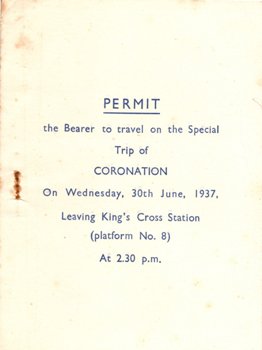 PERMIT
the Bearer to travel on the Special
Trip of
CORONATION
On Wednesday, 30th June, 1937,
Leaving King's Cross Station
(platform No. 8)
At 2.30 p.m.